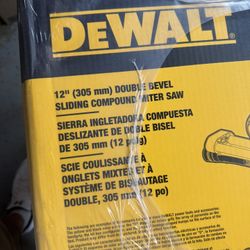 DEWALT
12" (305 mm) DOUBLE BEVEL
SLIDING COMPOUND MITER SAW
SIERRA INGLETADORA COMPUESTA
DESLIZANTE DE DOBLE BISEL
DE 305 mm (12 pulg)
SCIE COULISSANTE À
ONGLETS MIXTES ET À
SYSTÈME DE BISEAUTAGE
DOUBLE, 305 mm (12 po)